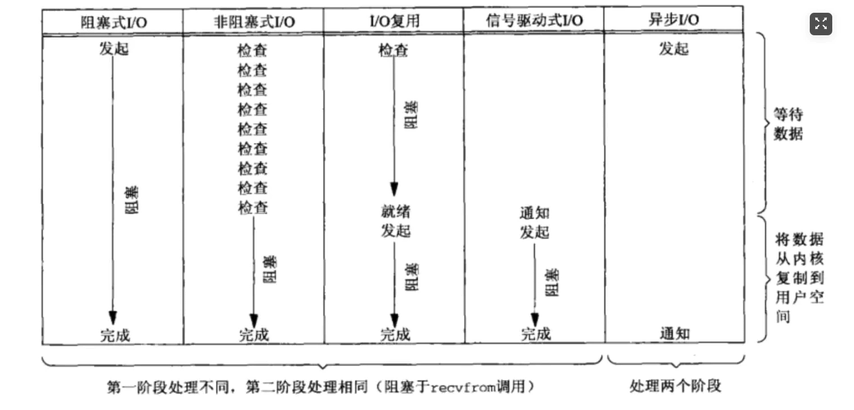 阻塞式I/O 非阻塞式I/O I/O复用 信号驱动式I/O 异步I/O
发起 检查 检查 发起
检查
检查
检查
检查
检查
检查
检查
检查
阻塞
等待
数据
阻塞
就绪 通知
发起 发起
阻塞
阻塞
阻塞
将数据
从内核
复制到
用户空
间
完成 完成 完成 完成 通知
第一阶段处理不同，第二阶段处理相同（阻塞于recvfrom调用） 处理两个阶段